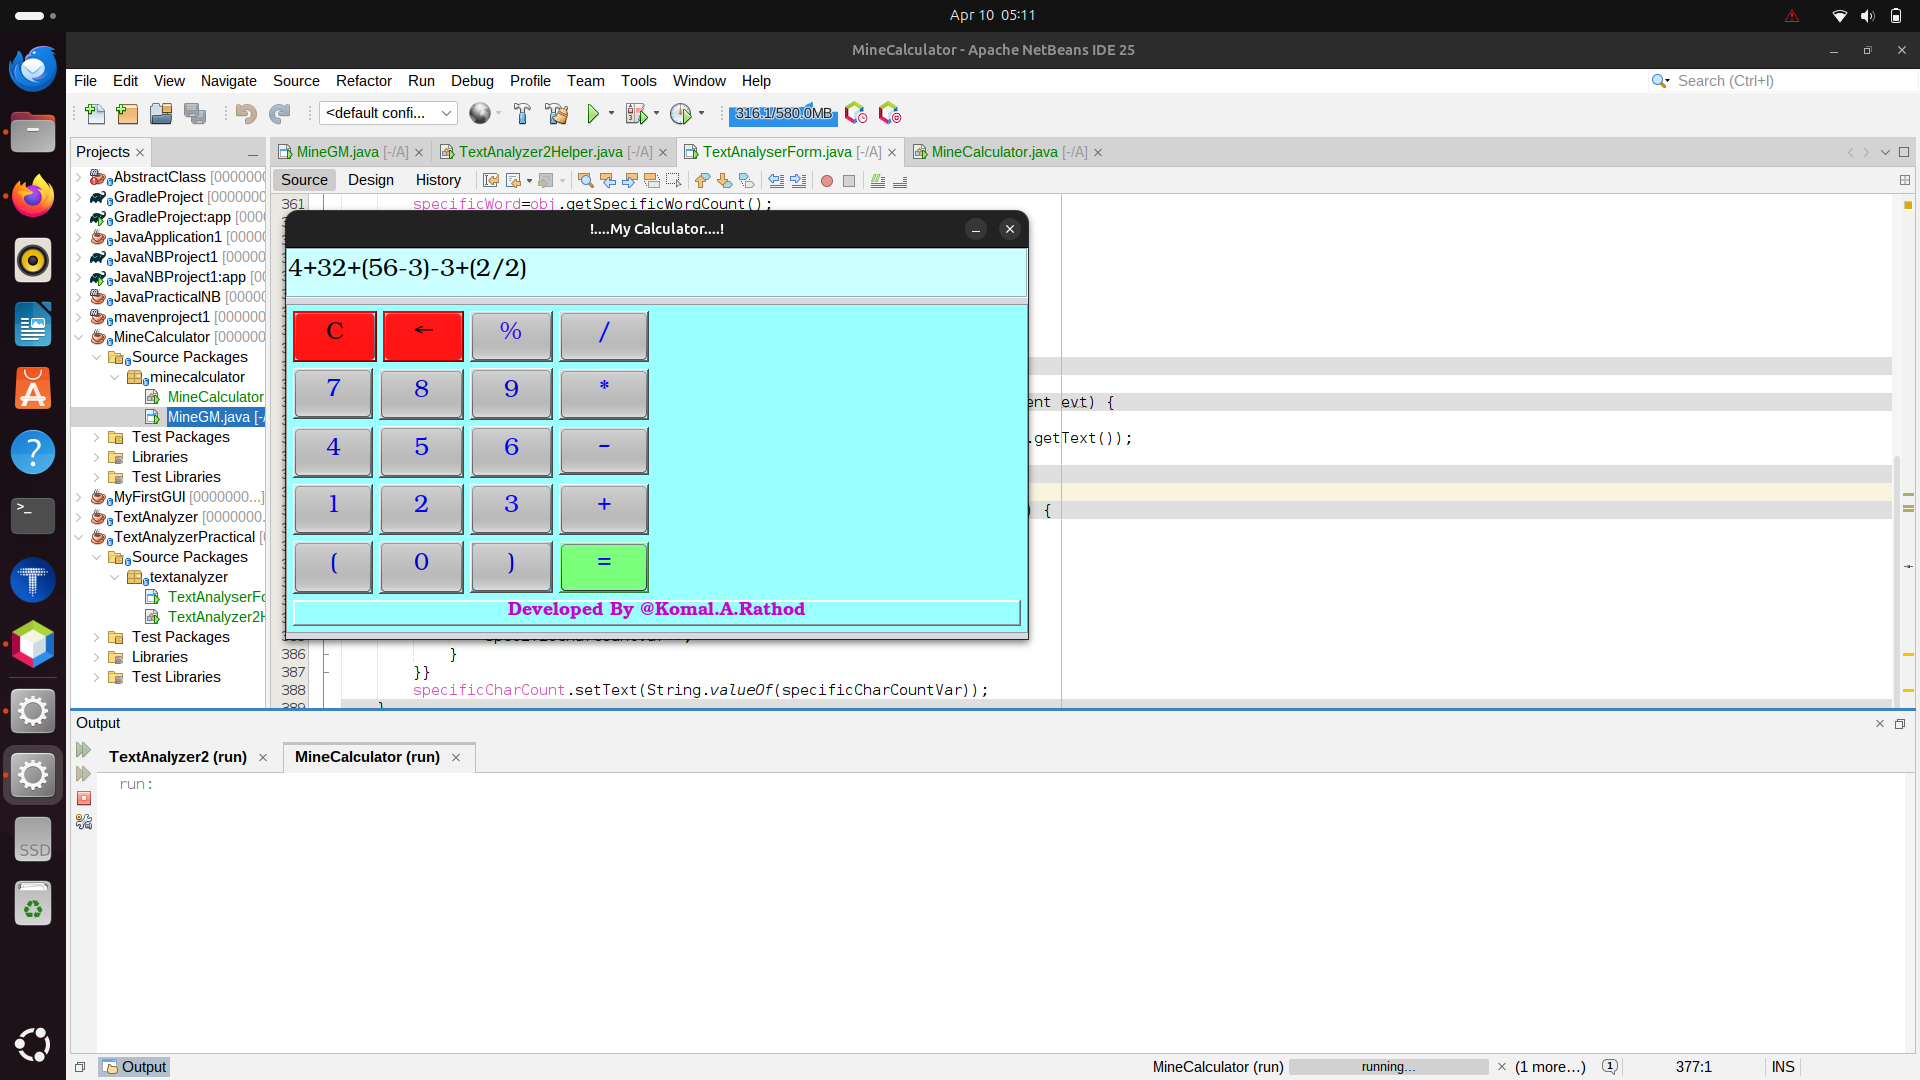 Apr 10 05:11
MineCalculator - Apache NetBeans IDE 25
File Edit View Navigate Source Refactor Run Debug Profile Team Tools Window Help
Search (Ctrl+I)
<default confi...
316.1/580.0MB
Projects
MineGM.java [-/A]
TextAnalyzer2Helper.java [-/A]
TextAnalyserForm.java [-/A]
MineCalculator.java [-/A]
Source Design History
AbstractClass [0000000
GradleProject [0000000
GradleProject:app [000
JavaApplication1 [0000
JavaNBProject1 [00000
JavaNBProject1:app [00
JavaPracticalNB [0000
mavenproject1 [00000
MineCalculator [000000
Source Packages
minecalculator
MineCalculator
MineGM.java [-/
Test Packages
Libraries
Test Libraries
MyFirstGUI [0000000...]
TextAnalyzer [0000000.
TextAnalyzerPractical [
Source Packages
textanalyzer
TextAnalyserFo
TextAnalyzer2H
Test Packages
Libraries
Test Libraries
361 specificWord=obj.getSpecificWordCount();
!....My Calculator....!
4+32+(56-3)-3+(2/2)
C ← % /
7 8 9 *
4 5 6 -
1 2 3 +
( 0 ) =
Developed By @Komal.A.Rathod
ent evt) {
.getText());
) {
386 }
387 }}
388 specificCharCount.setText(String.valueOf(specificCharCountVar));
389 }
Output
TextAnalyzer2 (run)
MineCalculator (run)
run:
SSD
Output
MineCalculator (run)
running...
(1 more...)
1
377:1
INS